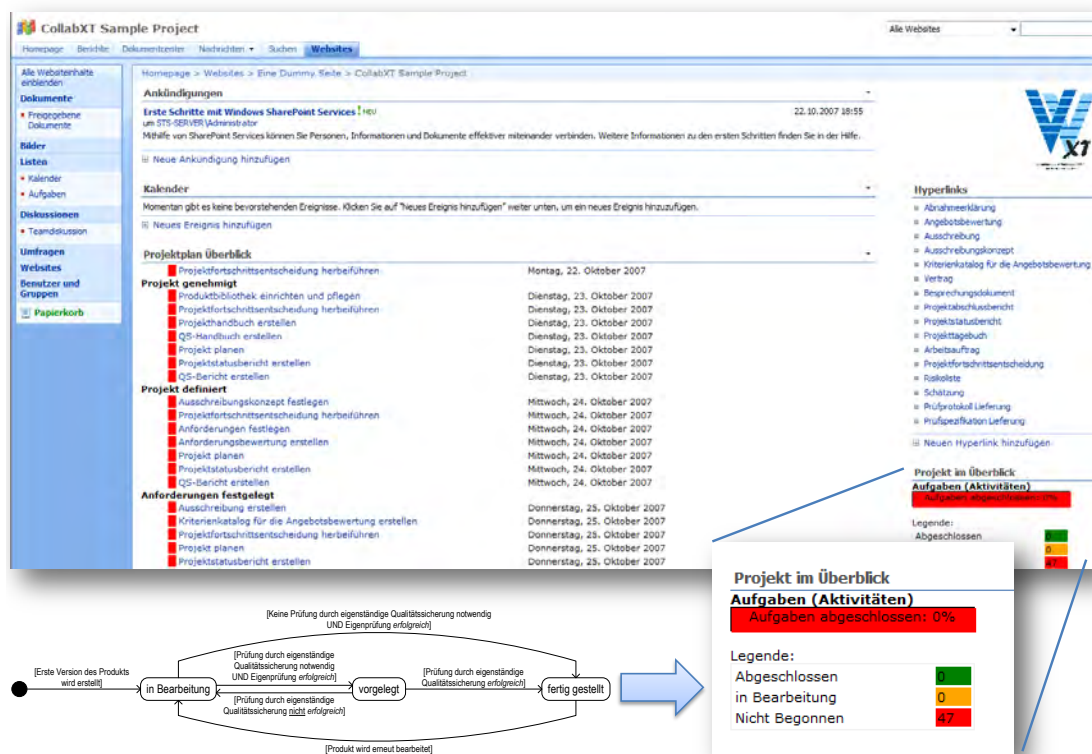 CollabXT Sample Project
Alle Websites
Homepage Berichte Dokumentcenter Nachrichten Suchen Websites
Alle Websiteinhalte
einblenden
Dokumente
Freigegebene
Dokumente
Bilder
Listen
Kalender
Aufgaben
Diskussionen
Teamdiskussion
Umfragen
Websites
Benutzer und
Gruppen
Papierkorb
Homepage > Websites > Eine Dummy Seite > CollabXT Sample Project
Ankündigungen
Erste Schritte mit Windows SharePoint Services ! NEU
22.10.2007 18:55
um STS-SERVER\Administrator
Mithilfe von SharePoint Services können Sie Personen, Informationen und Dokumente effektiver miteinander verbinden. Weitere Informationen zu den ersten Schritten finden Sie in der Hilfe.
Neue Ankündigung hinzufügen
Kalender
Momentan gibt es keine bevorstehenden Ereignisse. Klicken Sie auf "Neues Ereignis hinzufügen" weiter unten, um ein neues Ereignis hinzuzufügen.
Neues Ereignis hinzufügen
Projektplan Überblick
Projektfortschrittsentscheidung herbeiführen Montag, 22. Oktober 2007
Projekt genehmigt
Produktbibliothek einrichten und pflegen Dienstag, 23. Oktober 2007
Projektfortschrittsentscheidung herbeiführen Dienstag, 23. Oktober 2007
Projekthandbuch erstellen Dienstag, 23. Oktober 2007
QS-Handbuch erstellen Dienstag, 23. Oktober 2007
Projekt planen Dienstag, 23. Oktober 2007
Projektstatusbericht erstellen Dienstag, 23. Oktober 2007
QS-Bericht erstellen Dienstag, 23. Oktober 2007
Projekt definiert
Ausschreibungskonzept festlegen Mittwoch, 24. Oktober 2007
Projektfortschrittsentscheidung herbeiführen Mittwoch, 24. Oktober 2007
Anforderungen festlegen Mittwoch, 24. Oktober 2007
Anforderungsbewertung erstellen Mittwoch, 24. Oktober 2007
Projekt planen Mittwoch, 24. Oktober 2007
Projektstatusbericht erstellen Mittwoch, 24. Oktober 2007
QS-Bericht erstellen Mittwoch, 24. Oktober 2007
Anforderungen festgelegt
Ausschreibung erstellen Donnerstag, 25. Oktober 2007
Kriterienkatalog für die Angebotsbewertung erstellen Donnerstag, 25. Oktober 2007
Projektfortschrittsentscheidung herbeiführen Donnerstag, 25. Oktober 2007
Projekt planen Donnerstag, 25. Oktober 2007
Projektstatusbericht erstellen Donnerstag, 25. Oktober 2007
XT
Hyperlinks
Abnahmeerklärung
Angebotsbewertung
Ausschreibung
Ausschreibungskonzept
Kriterienkatalog für die Angebotsbewertung
Vertrag
Besprechungsdokument
Projektabschlussbericht
Projektstatusbericht
Projekttagebuch
Arbeitsauftrag
Projektfortschrittsentscheidung
Risikoliste
Schätzung
Prüfprotokoll Lieferung
Prüfspezifikation Lieferung
Neuen Hyperlink hinzufügen
Projekt im Überblick
Aufgaben (Aktivitäten)
Aufgaben abgeschlossen: 0%
Legende:
Abgeschlossen 0
0
47
[Keine Prüfung durch eigenständige Qualitätssicherung notwendig
UND Eigenprüfung erfolgreich]
[Erste Version des Produkts
wird erstellt]
in Bearbeitung
[Prüfung durch eigenständige
Qualitätssicherung notwendig
UND Eigenprüfung erfolgreich]
[Prüfung durch eigenständige
Qualitätssicherung nicht erfolgreich]
vorgelegt
[Prüfung durch eigenständige
Qualitätssicherung erfolgreich]
fertig gestellt
[Produkt wird erneut bearbeitet]
Projekt im Überblick
Aufgaben (Aktivitäten)
Aufgaben abgeschlossen: 0%
Legende:
Abgeschlossen 0
in Bearbeitung 0
Nicht Begonnen 47